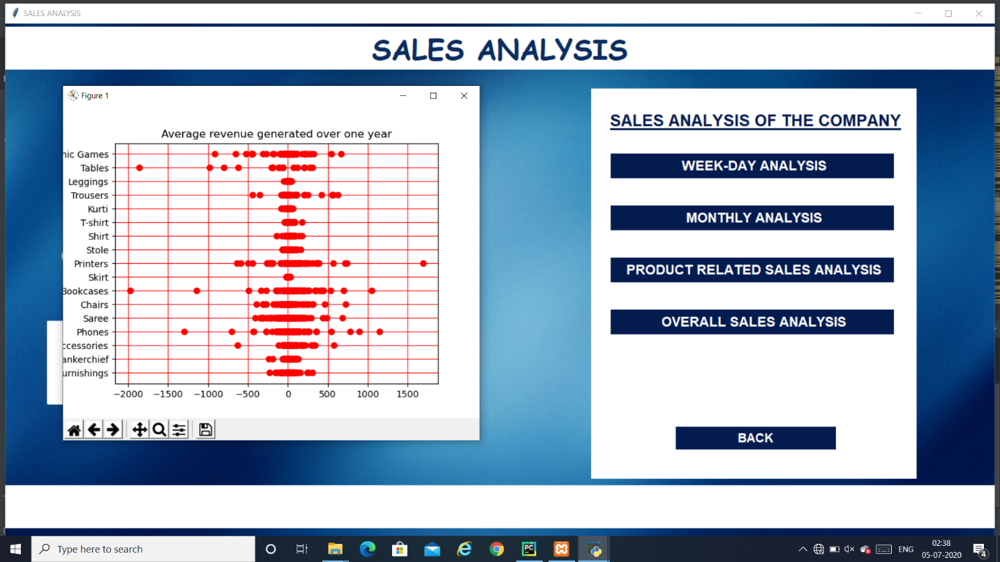 SALES ANALYSIS
SALES ANALYSIS
Figure 1
Average revenue generated over one year
nic Games
Tables
Leggings
Trousers
Kurti
T-shirt
Shirt
Stole
Printers
Skirt
Bookcases
Chairs
Saree
Phones
ccessories
ankerchief
urnishings
−2000 −1500 −1000 −500 0 500 1000 1500
SALES ANALYSIS OF THE COMPANY
WEEK-DAY ANALYSIS
MONTHLY ANALYSIS
PRODUCT RELATED SALES ANALYSIS
OVERALL SALES ANALYSIS
BACK
Type here to search
PC
ENG
02:38
05-07-2020
4